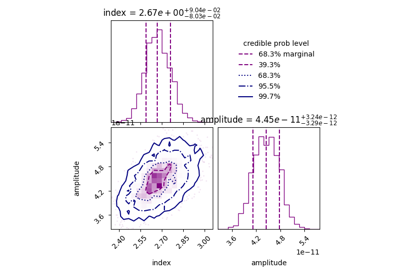 index = 2.67e+00 +9.04e−02 −8.03e−02
credible prob level
68.3% marginal
39.3%
68.3%
95.5%
99.7%
1e−11
amplitude = 4.45e−11 +3.24e−12 −3.29e−12
amplitude
5.4
4.8
4.2
3.6
2.40
2.55
2.70
2.85
3.00
index
3.6
4.2
4.8
5.4
1e−11
amplitude